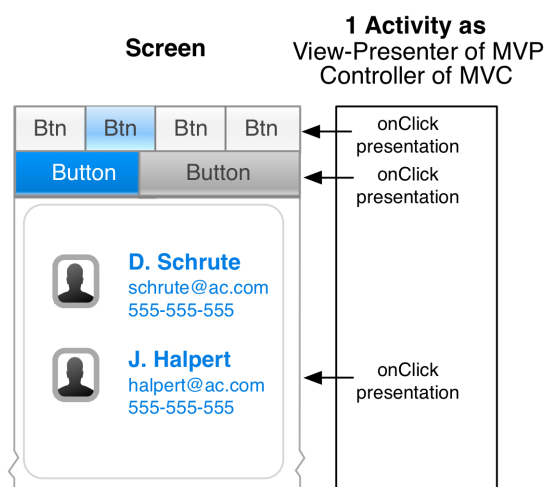 Screen
1 Activity as
View-Presenter of MVP
Controller of MVC
Btn Btn Btn Btn
onClick
presentation
Button Button
onClick
presentation
D. Schrute
schrute@ac.com
555-555-555
J. Halpert
halpert@ac.com
555-555-555
onClick
presentation